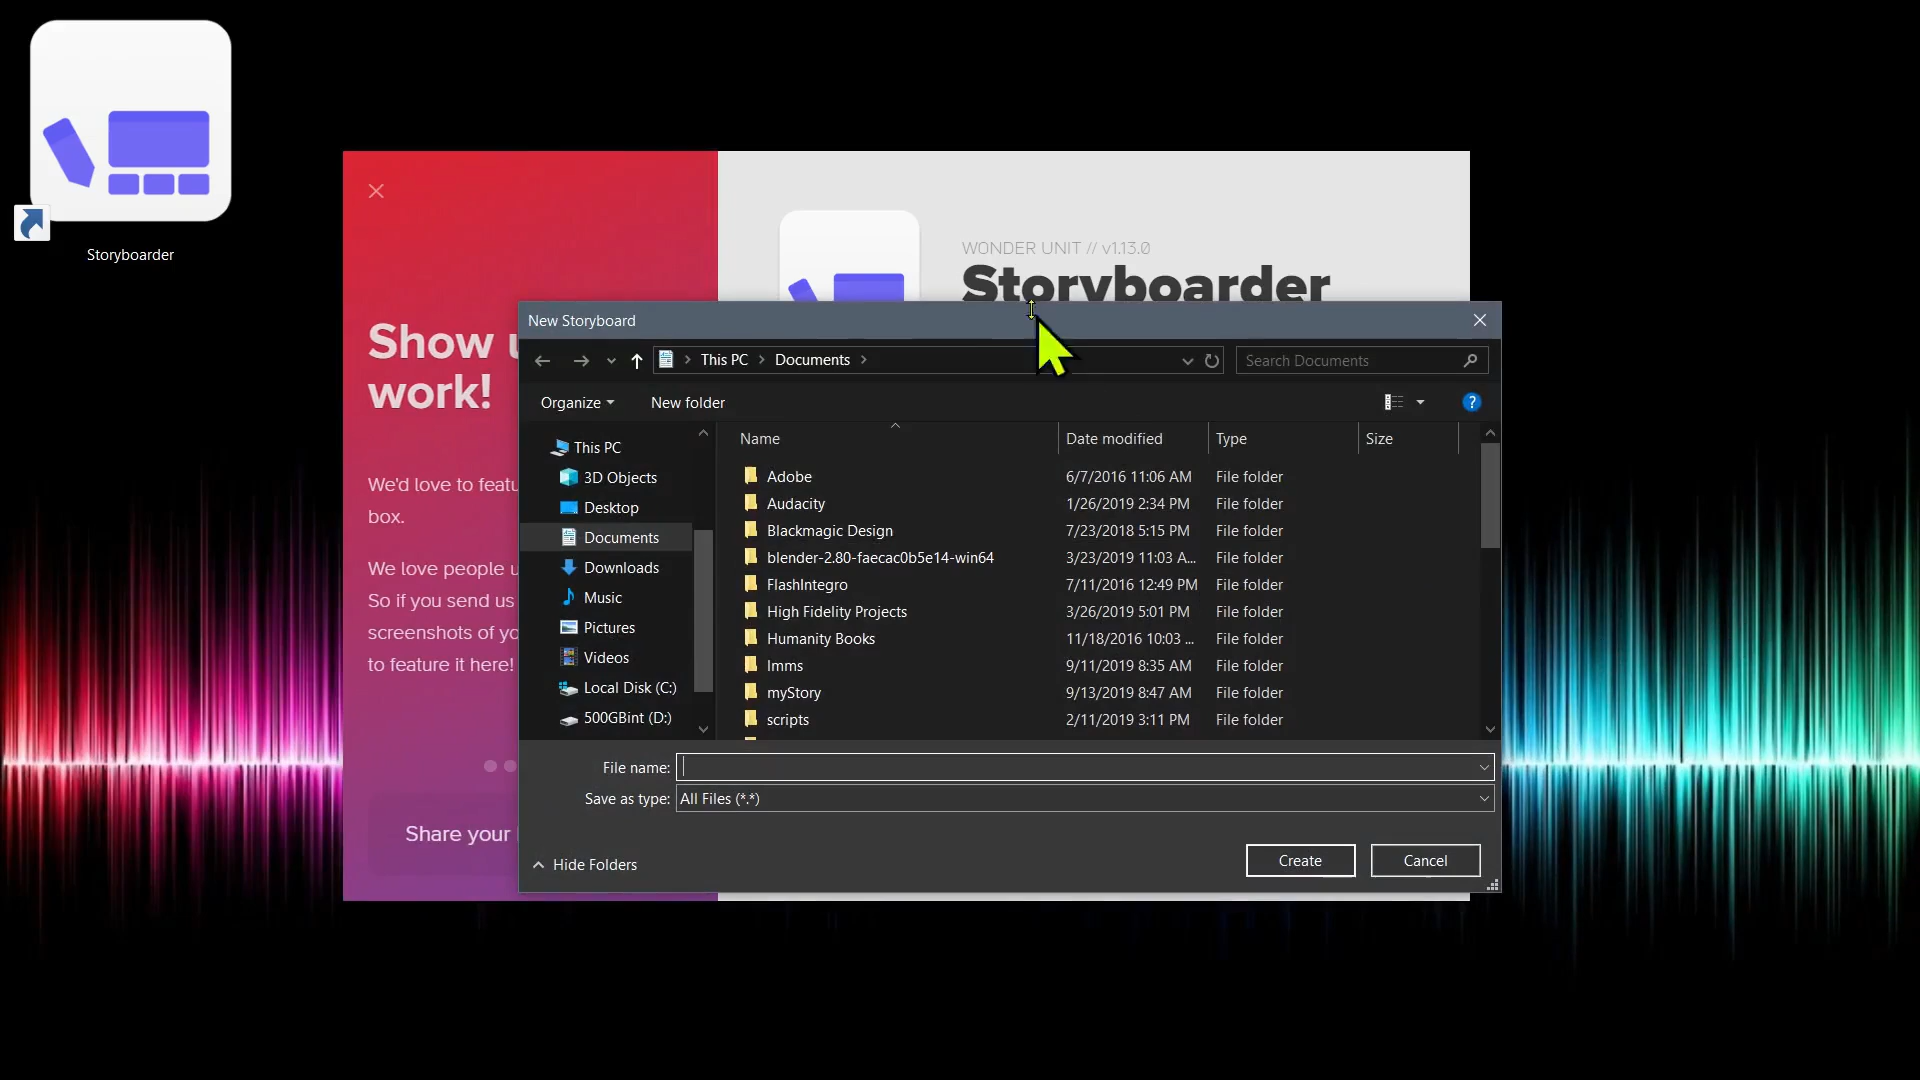 Storyboarder
WONDER UNIT // v1.13.0
Storyboarder
Show
work!
We'd love to featu
box.
We love people u
So if you send us
screenshots of yo
to feature it here!
Share your
New Storyboard
This PC
Documents
Search Documents
Organize
New folder
?
Name
Date modified
Type
Size
This PC
3D Objects
Desktop
Documents
Downloads
Music
Pictures
Videos
Local Disk (C:)
500GBint (D:)
Adobe 6/7/2016 11:06 AM File folder
Audacity 1/26/2019 2:34 PM File folder
Blackmagic Design 7/23/2018 5:15 PM File folder
blender-2.80-faecac0b5e14-win64 3/23/2019 11:03 A... File folder
FlashIntegro 7/11/2016 12:49 PM File folder
High Fidelity Projects 3/26/2019 5:01 PM File folder
Humanity Books 11/18/2016 10:03 ... File folder
Imms 9/11/2019 8:35 AM File folder
myStory 9/13/2019 8:47 AM File folder
scripts 2/11/2019 3:11 PM File folder
File name:
Save as type: All Files (*.*)
Hide Folders
Create
Cancel